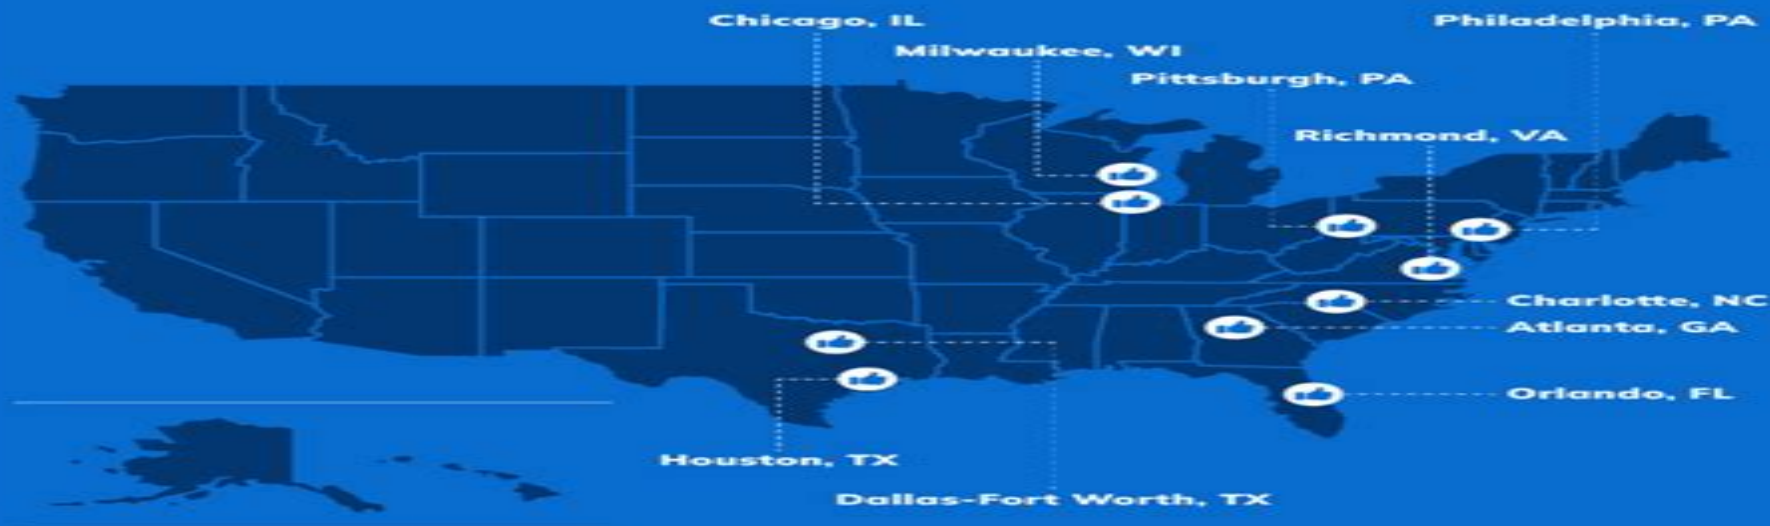 Chicago, IL
Philadelphia, PA
Milwaukee, WI
Pittsburgh, PA
Richmond, VA
Charlotte, NC
Atlanta, GA
Orlando, FL
Houston, TX
Dallas-Fort Worth, TX